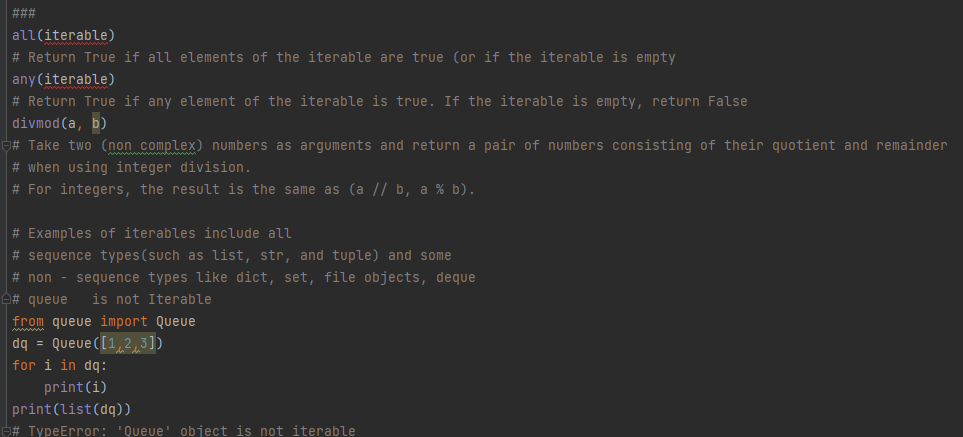 ###
all(iterable)
# Return True if all elements of the iterable are true (or if the iterable is empty
any(iterable)
# Return True if any element of the iterable is true. If the iterable is empty, return False
divmod(a, b)
# Take two (non complex) numbers as arguments and return a pair of numbers consisting of their quotient and remainder
# when using integer division.
# For integers, the result is the same as (a // b, a % b).

# Examples of iterables include all
# sequence types(such as list, str, and tuple) and some
# non - sequence types like dict, set, file objects, deque
# queue   is not Iterable
from queue import Queue
dq = Queue([1,2,3])
for i in dq:
    print(i)
print(list(dq))
# TypeError: 'Queue' object is not iterable